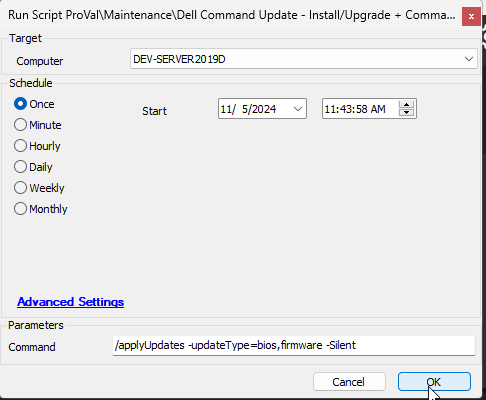 Run Script ProVal\Maintenance\Dell Command Update - Install/Upgrade + Comma...
Target
Computer DEV-SERVER2019D
Schedule
Once Start 11/ 5/2024 11:43:58 AM
Minute
Hourly
Daily
Weekly
Monthly
Advanced Settings
Parameters
Command /applyUpdates -updateType=bios,firmware -Silent
Cancel OK